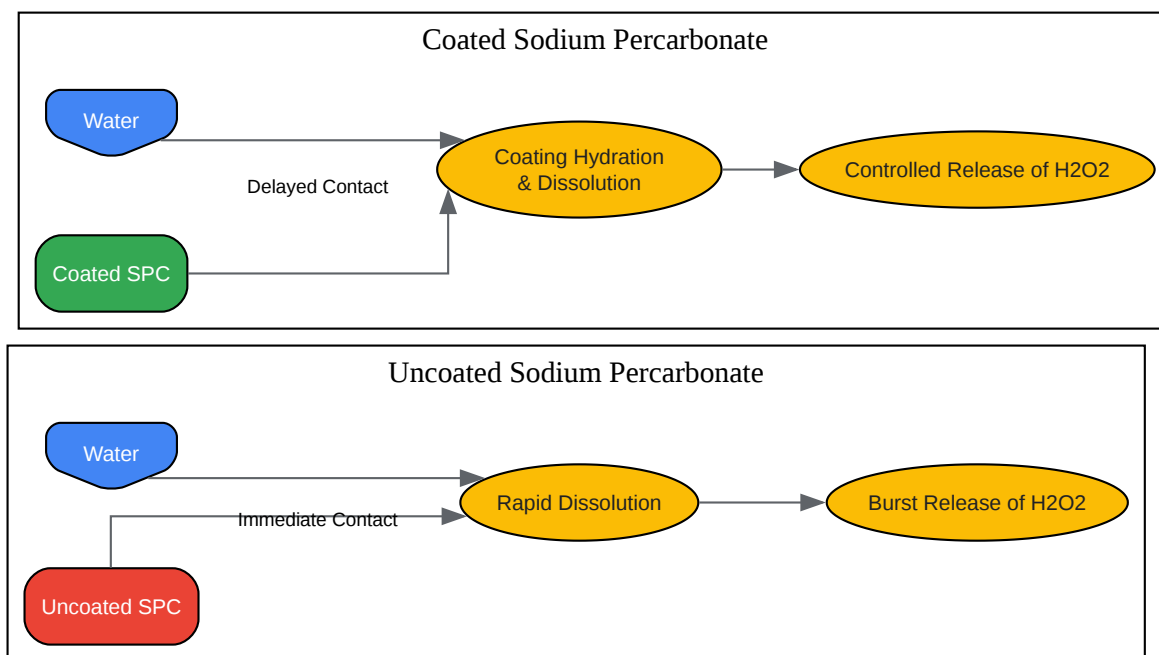 Coated Sodium Percarbonate
Water
Delayed Contact
Coated SPC
Coating Hydration
& Dissolution
Controlled Release of H2O2
Uncoated Sodium Percarbonate
Water
Immediate Contact
Uncoated SPC
Rapid Dissolution
Burst Release of H2O2